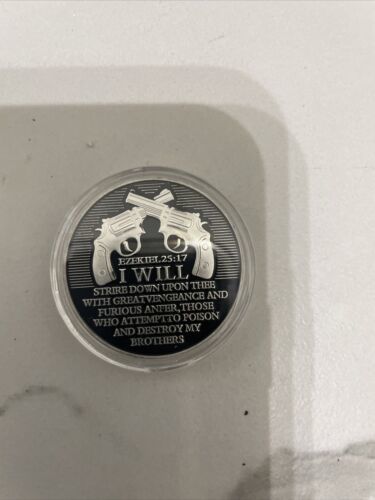 EZEKIEL 25:17
I WILL
STRIRE DOWN UPON THEE
WITH GREATVENGEANCE AND
FURIOUS ANFER,THOSE
WHO ATTEMPTTO POISON
AND DESTROY MY
BROTHERS